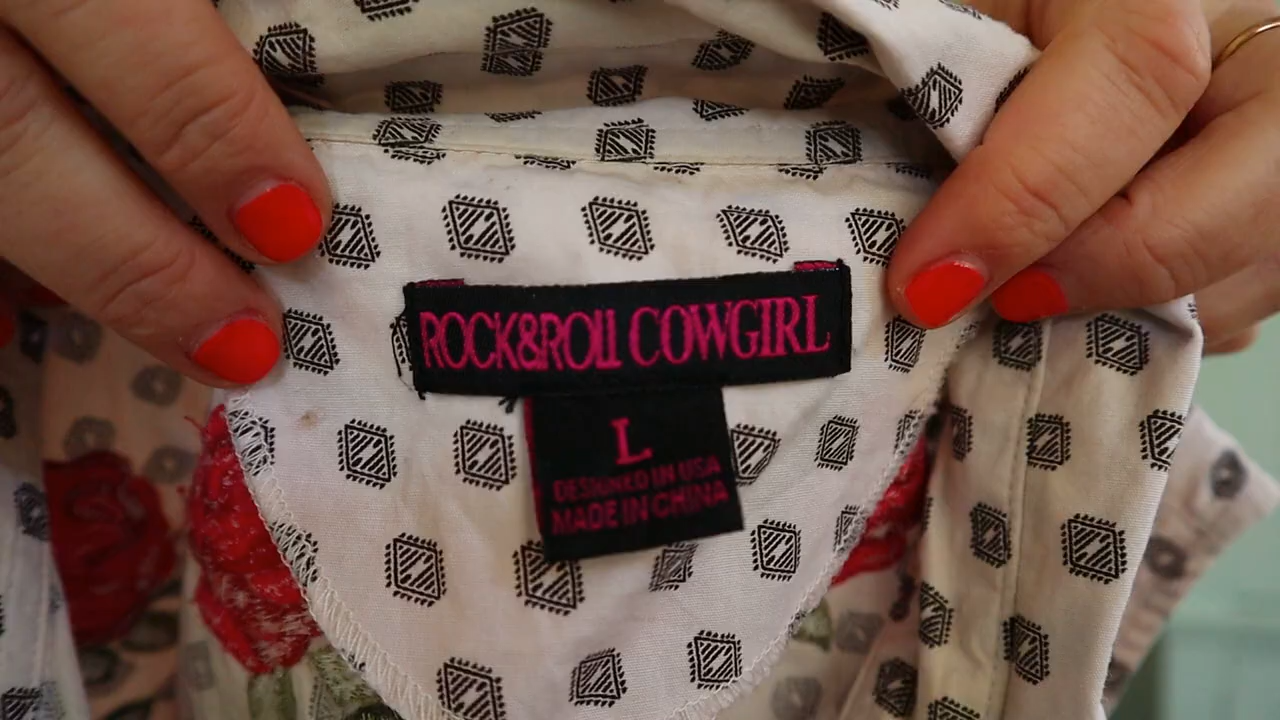 ROCK&ROLL COWGIRL
L
DESIGNED IN USA
MADE IN CHINA